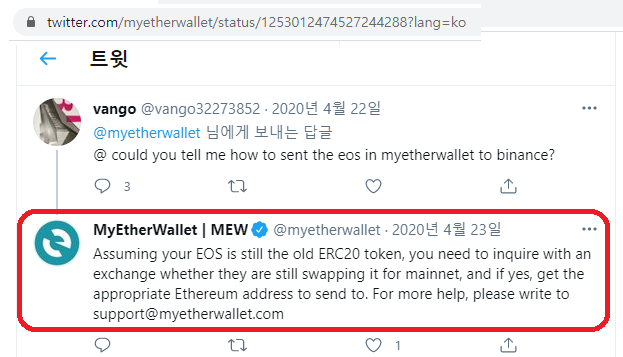 twitter.com/myetherwallet/status/1253012474527244288?lang=ko
트윗
vango @vango32273852 · 2020년 4월 22일
@myetherwallet 님에게 보내는 답글
@ could you tell me how to sent the eos in myetherwallet to binance?
3
MyEtherWallet | MEW @myetherwallet · 2020년 4월 23일
Assuming your EOS is still the old ERC20 token, you need to inquire with an
exchange whether they are still swapping it for mainnet, and if yes, get the
appropriate Ethereum address to send to. For more help, please write to
support@myetherwallet.com
1